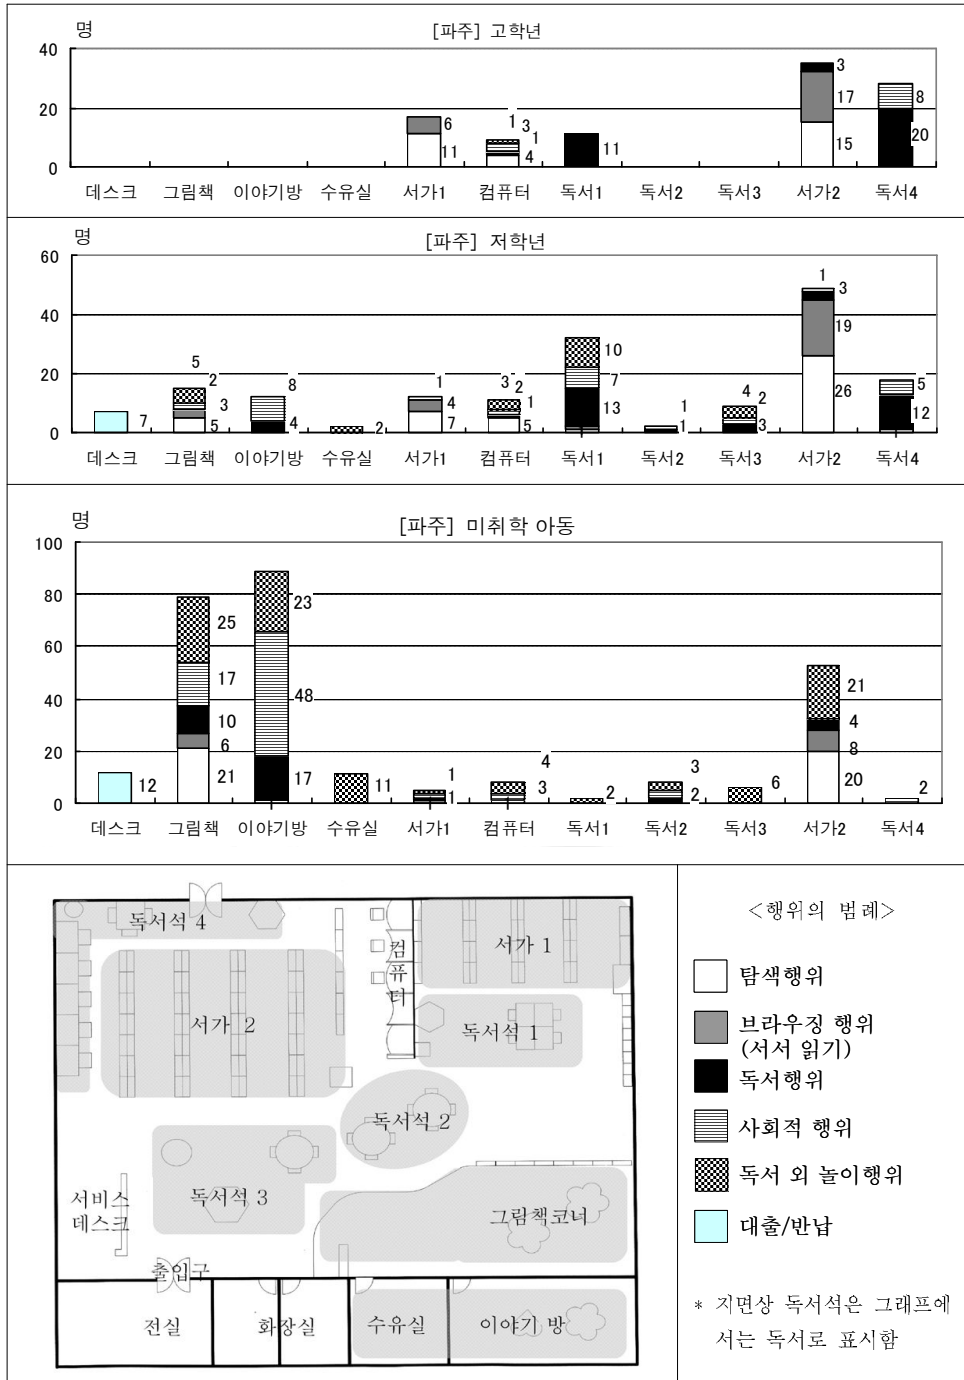 명
[파주] 고학년
40
20
0
6
11
1
3
1
4
11
3
17
15
8
20
데스크 그림책 이야기방 수유실 서가1 컴퓨터 독서1 독서2 독서3 서가2 독서4
명
[파주] 저학년
60
40
20
0
7
5
2
3
5
8
4
2
1
4
7
3
2
1
5
10
7
13
1
1
4
2
3
1
3
19
26
5
12
데스크 그림책 이야기방 수유실 서가1 컴퓨터 독서1 독서2 독서3 서가2 독서4
명
[파주] 미취학 아동
100
80
60
40
20
0
12
25
17
10
6
21
23
48
17
11
1
1
4
3
2
3
2
6
21
4
8
20
2
데스크 그림책 이야기방 수유실 서가1 컴퓨터 독서1 독서2 독서3 서가2 독서4
독서석 4
컴퓨터
서가 1
서가 2
독서석 1
독서석 2
독서석 3
서비스
데스크
그림책코너
출입구
전실
화장실
수유실
이야기 방
<행위의 범례>
탐색행위
브라우징 행위
(서서 읽기)
독서행위
사회적 행위
독서 외 놀이행위
대출/반납
* 지면상 독서석은 그래프에
서는 독서로 표시함